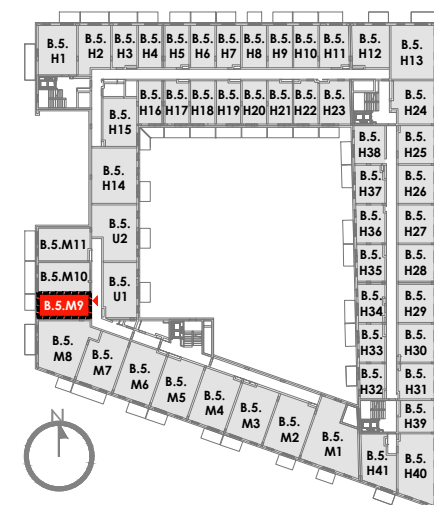 B.5.
H1
B.5.
H2
B.5.
H3
B.5.
H4
B.5.
H5
B.5.
H6
B.5.
H7
B.5.
H8
B.5.
H9
B.5.
H10
B.5.
H11
B.5.
H12
B.5.
H13
B.5.
H15
B.5.
H16
B.5.
H17
B.5.
H18
B.5.
H19
B.5.
H20
B.5.
H21
B.5.
H22
B.5.
H23
B.5.
H24
B.5.
H38
B.5.
H25
B.5.
H14
B.5.
H37
B.5.
H26
B.5.
U2
B.5.
H36
B.5.
H27
B.5.M11
B.5.
H35
B.5.
H28
B.5.M10
B.5.
U1
B.5.
H34
B.5.
H29
B.5.M9
B.5.
H33
B.5.
H30
B.5.
M8
B.5.
M7
B.5.
M6
B.5.
M5
B.5.
M4
B.5.
M3
B.5.
M2
B.5.
M1
B.5.
H32
B.5.
H31
B.5.
H39
B.5.
H41
B.5.
H40
N